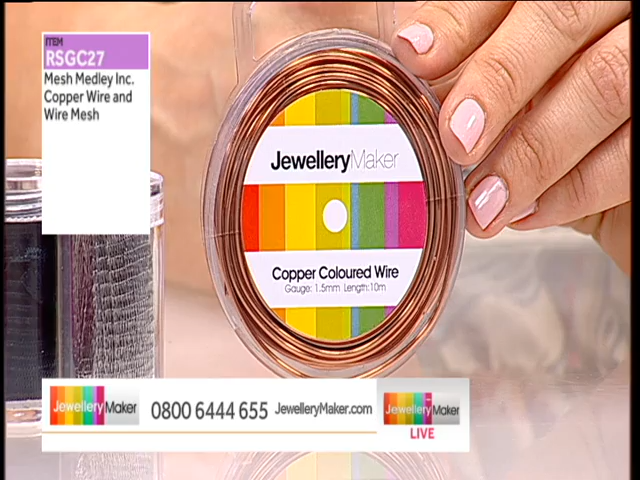 ITEM
RSGC27
Mesh Medley Inc.
Copper Wire and
Wire Mesh
JewelleryMaker
Copper Coloured Wire
Gauge: 1.5mm Length:10m
JewelleryMaker
0800 6444 655
JewelleryMaker.com
JewelleryMaker
LIVE